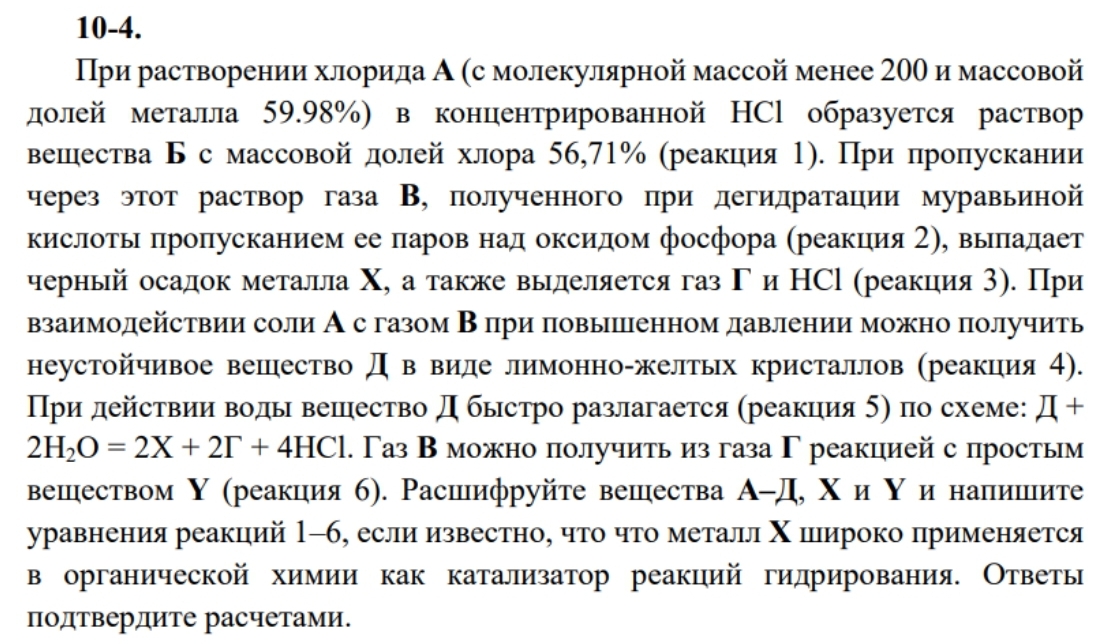 10-4.
При растворении хлорида А (с молекулярной массой менее 200 и массовой
долей металла 59.98%) в концентрированной HCl образуется раствор
вещества Б с массовой долей хлора 56,71% (реакция 1). При пропускании
через этот раствор газа В, полученного при дегидратации муравьиной
кислоты пропусканием ее паров над оксидом фосфора (реакция 2), выпадает
черный осадок металла X, а также выделяется газ Г и HCl (реакция 3). При
взаимодействии соли А с газом В при повышенном давлении можно получить
неустойчивое вещество Д в виде лимонно-желтых кристаллов (реакция 4).
При действии воды вещество Д быстро разлагается (реакция 5) по схеме: Д +
2H₂O = 2X + 2Г + 4HCl. Газ В можно получить из газа Г реакцией с простым
веществом Y (реакция 6). Расшифруйте вещества А–Д, X и Y и напишите
уравнения реакций 1–6, если известно, что что металл X широко применяется
в органической химии как катализатор реакций гидрирования. Ответы
подтвердите расчетами.